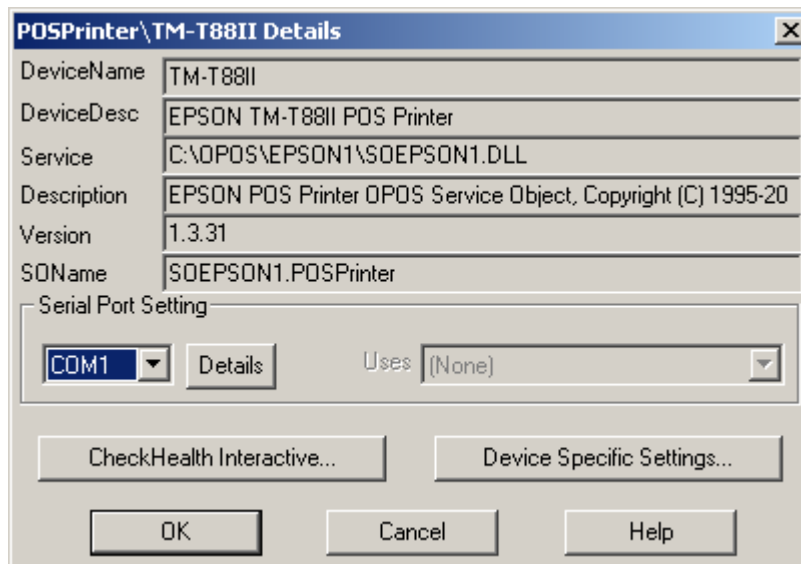 POSPrinter\TM-T88II Details
DeviceName TM-T88II
DeviceDesc EPSON TM-T88II POS Printer
Service C:\OPOS\EPSON1\SOEPSON1.DLL
Description EPSON POS Printer OPOS Service Object, Copyright (C) 1995-20
Version 1.3.31
SOName SOEPSON1.POSPrinter
Serial Port Setting
COM1 Details Uses (None)
CheckHealth Interactive... Device Specific Settings...
OK Cancel Help